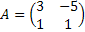 A = (3 −5
1 1)